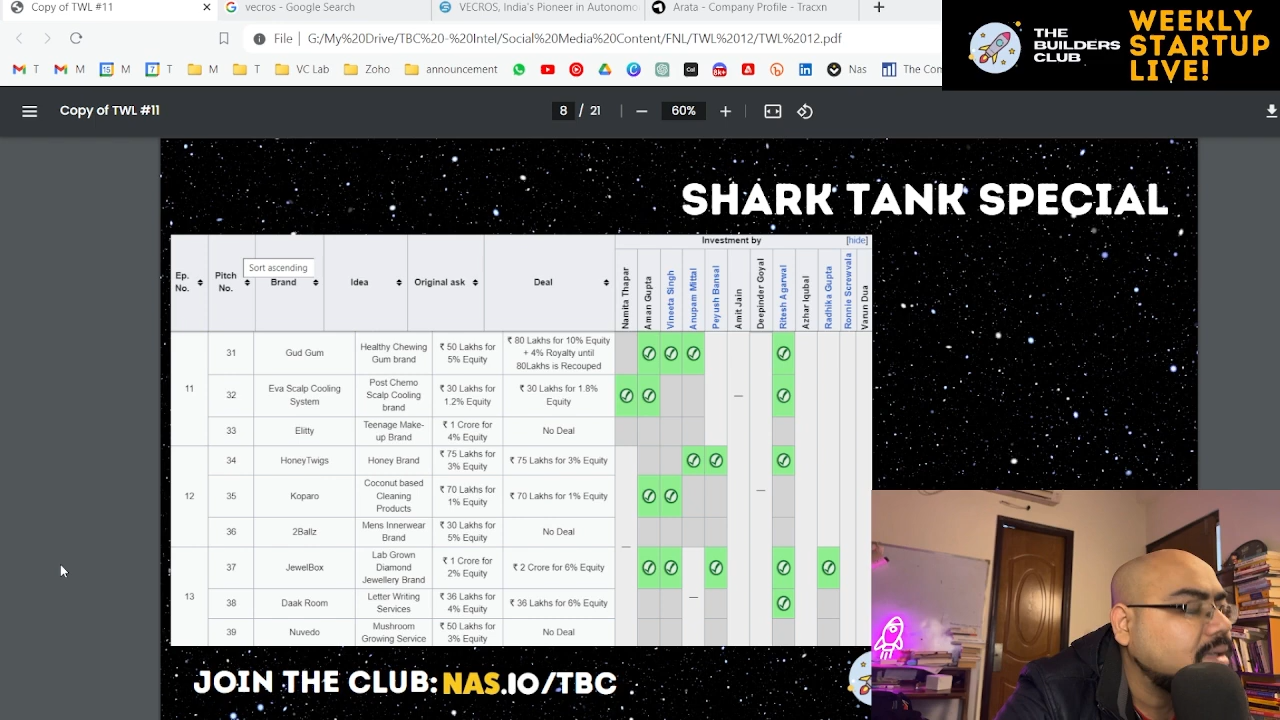 Copy of TWL #11
vecros - Google Search
VECROS, India's Pioneer in Autonomo
Arata - Company Profile - Tracxn
File
ly%20Media%20Content/FNL/TWL%2012/TWL%2012.pdf
M T
M M
M
T
M
T
VC Lab
Zoho
announcement
Cal
8k+
Nas
The Com
THE
BUILDERS
CLUB
WEEKLY
STARTUP
LIVE!
Copy of TWL #11
8 / 21
60%
SHARK TANK SPECIAL
Investment by [hide]
Ep. No.
Pitch No.
Sort ascending
Brand
Idea
Original ask
Deal
Namita Thapar
Aman Gupta
Vineeta Singh
Anupam Mittal
Peyush Bansal
Amit Jain
Deepinder Goyal
Ritesh Agarwal
Azhar Iqubal
Radhika Gupta
Ronnie Screwvala
Varun Dua
11
31 Gud Gum Healthy Chewing Gum brand ₹ 50 Lakhs for 5% Equity ₹ 80 Lakhs for 10% Equity + 4% Royalty until 80Lakhs is Recouped
32 Eva Scalp Cooling System Post Chemo Scalp Cooling brand ₹ 30 Lakhs for 1.2% Equity ₹ 30 Lakhs for 1.8% Equity —
33 Elitty Teenage Make-up Brand ₹ 1 Crore for 4% Equity No Deal
12
34 HoneyTwigs Honey Brand ₹ 75 Lakhs for 3% Equity ₹ 75 Lakhs for 3% Equity
35 Koparo Coconut based Cleaning Products ₹ 70 Lakhs for 1% Equity ₹ 70 Lakhs for 1% Equity —
36 2Ballz Mens Innerwear Brand ₹ 30 Lakhs for 5% Equity No Deal
—
13
37 JewelBox Lab Grown Diamond Jewellery Brand ₹ 1 Crore for 2% Equity ₹ 2 Crore for 6% Equity
38 Daak Room Letter Writing Services ₹ 36 Lakhs for 4% Equity ₹ 36 Lakhs for 6% Equity —
39 Nuvedo Mushroom Growing Service ₹ 50 Lakhs for 3% Equity No Deal
JOIN THE CLUB: NAS.IO/TBC